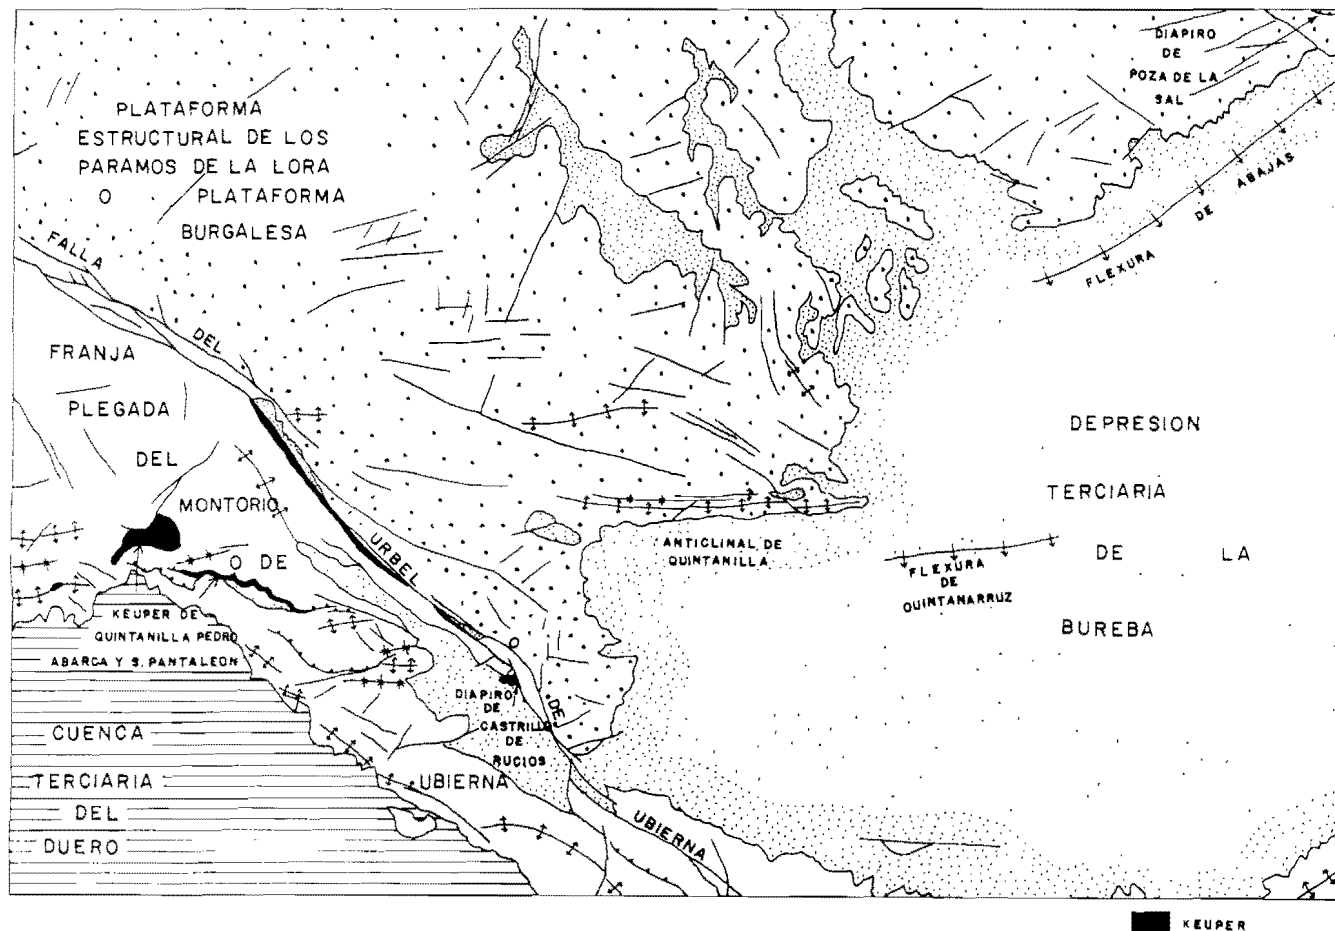 PLATAFORMA
ESTRUCTURAL DE LOS
PARAMOS DE LA LORA
O PLATAFORMA
BURGALESA
DIAPIRO
DE
POZA DE LA
SAL
FLEXURA DE ABAJAS
FALLA DEL URBEL O DE UBIERNA
FRANJA
PLEGADA
DEL
MONTORIO
O DE
UBIERNA
DEPRESION
TERCIARIA
DE LA
BUREBA
ANTICLINAL DE
QUINTANILLA
FLEXURA
DE
QUINTANARRUZ
KEUPER DE
QUINTANILLA PEDRO
ABARCA Y S. PANTALEON
DIAPIRO
DE
CASTRILLO
DE
RUCIOS
CUENCA
TERCIARIA
DEL
DUERO
KEUPER